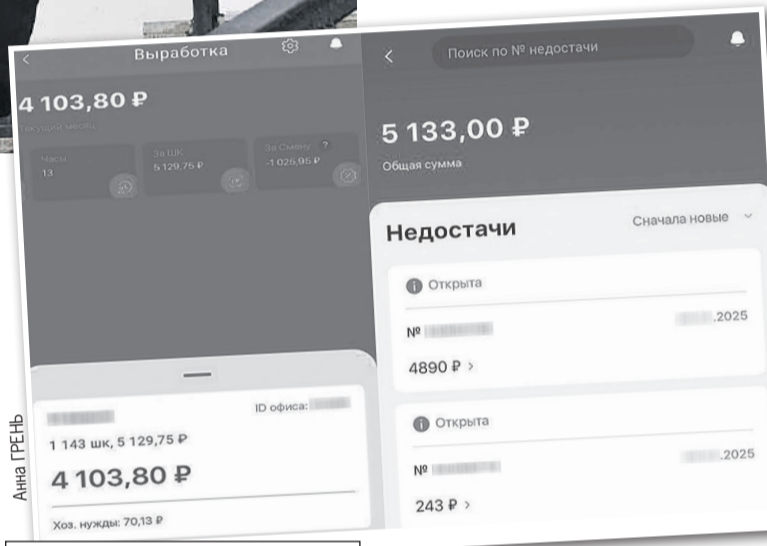 Выработка
4 103,80 ₽
Текущий месяц
Часы
13
За ШК
5 129,75 ₽
За Смену ?
-1 025,95 ₽
ID офиса:
1 143 шк, 5 129,75 ₽
4 103,80 ₽
Хоз. нужды: 70,13 ₽
Поиск по № недостачи
5 133,00 ₽
Общая сумма
Недостачи
Сначала новые
Открыта
№ .2025
4890 ₽ >
Открыта
№ .2025
243 ₽ >
Анна ГРЕНЬ